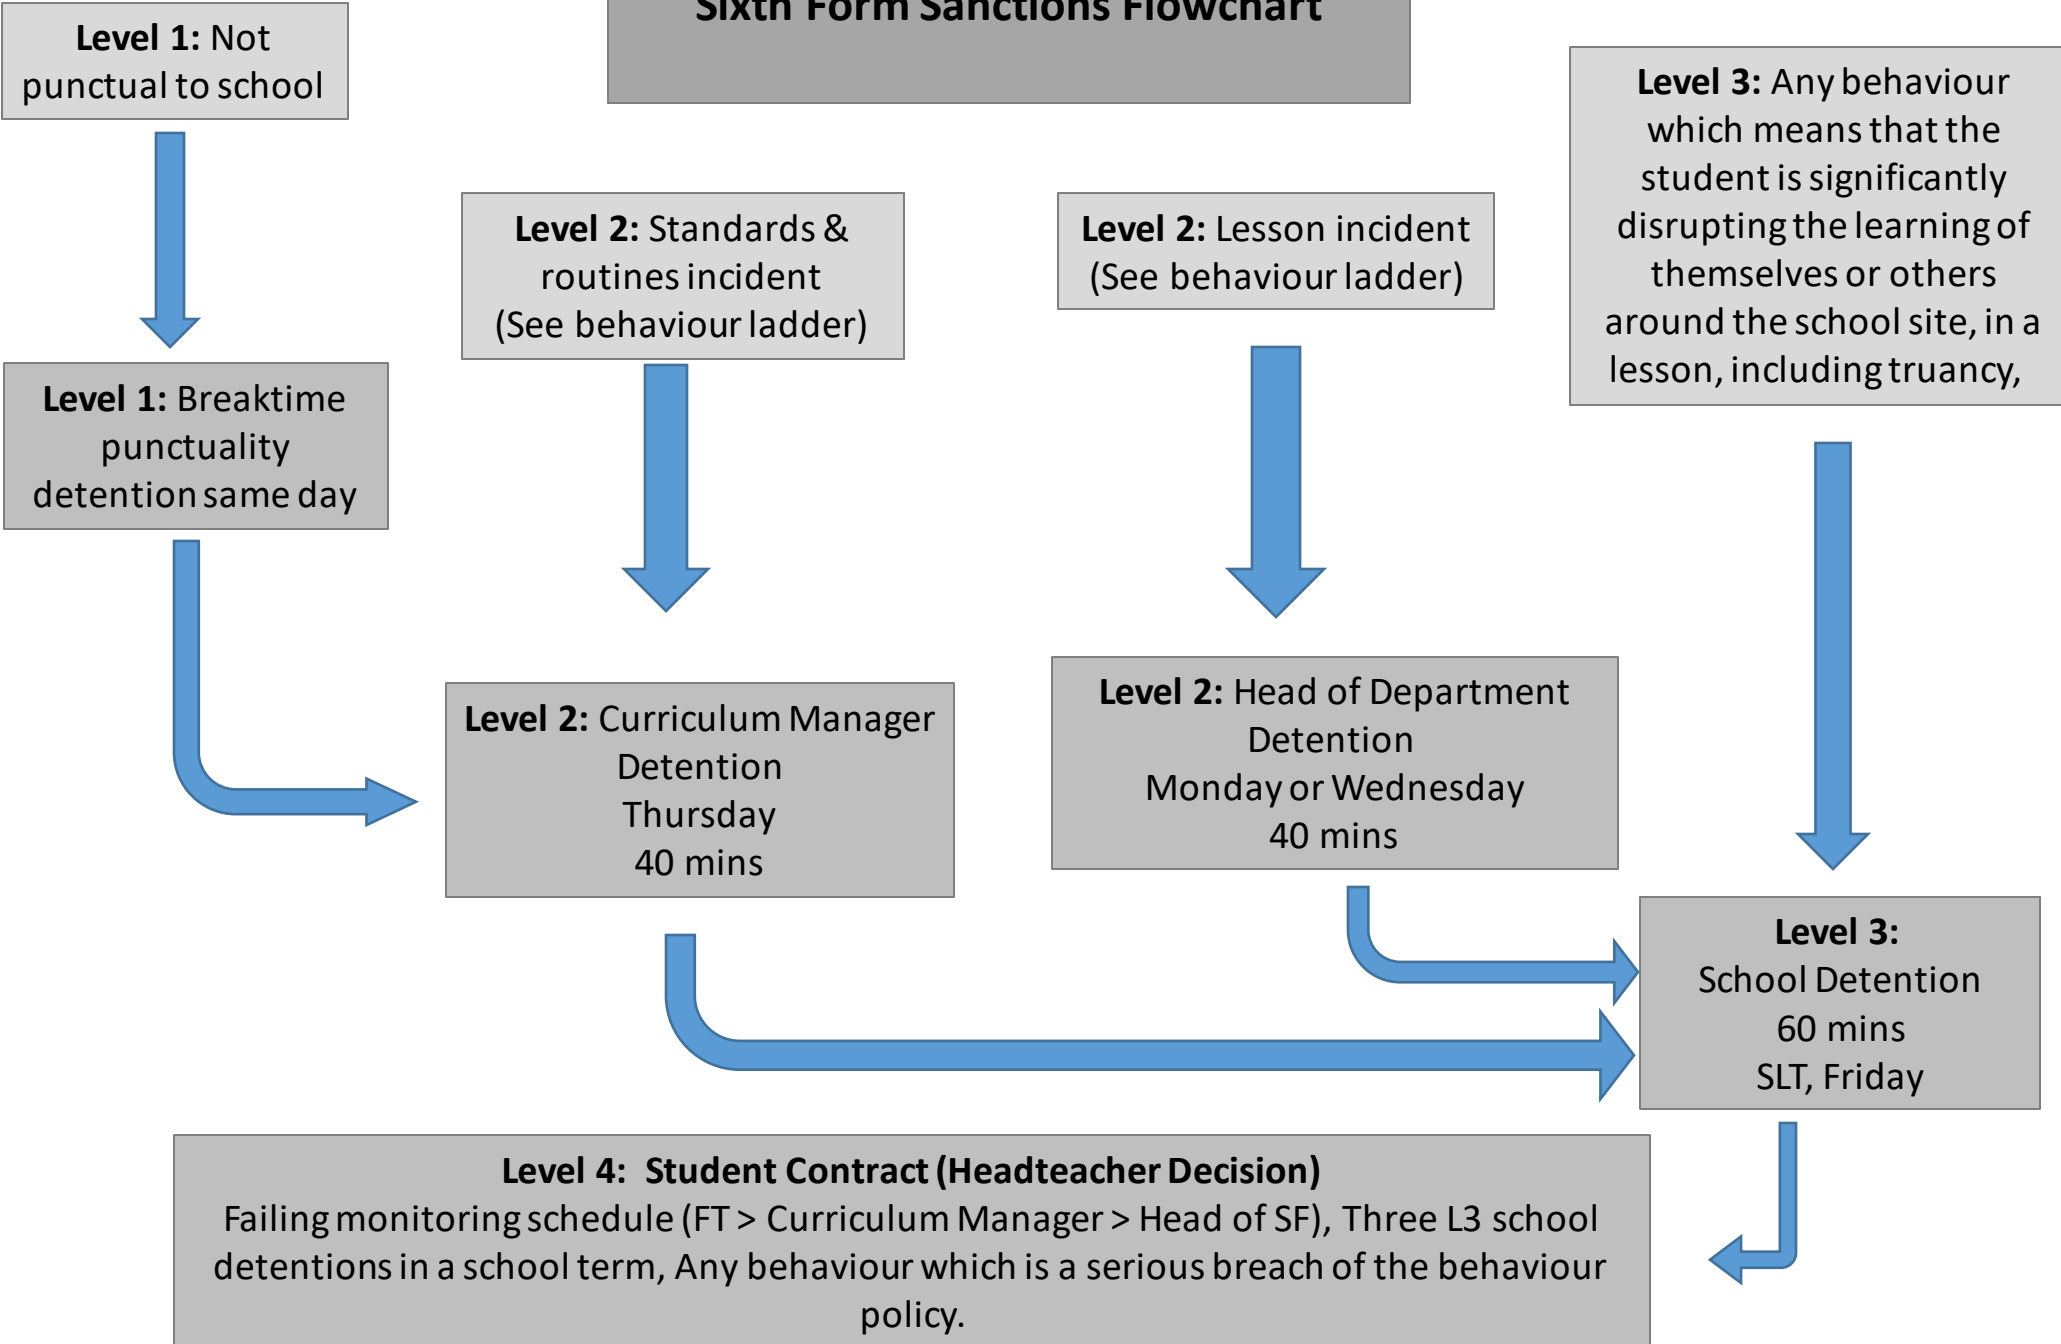 Sixth Form Sanctions Flowchart
Level 1: Not
punctual to school
Level 3: Any behaviour
which means that the
student is significantly
disrupting the learning of
themselves or others
around the school site, in a
lesson, including truancy,
Level 2: Standards &
routines incident
(See behaviour ladder)
Level 2: Lesson incident
(See behaviour ladder)
Level 1: Breaktime
punctuality
detention same day
Level 2: Curriculum Manager
Detention
Thursday
40 mins
Level 2: Head of Department
Detention
Monday or Wednesday
40 mins
Level 3:
School Detention
60 mins
SLT, Friday
Level 4: Student Contract (Headteacher Decision)
Failing monitoring schedule (FT > Curriculum Manager > Head of SF), Three L3 school
detentions in a school term, Any behaviour which is a serious breach of the behaviour
policy.